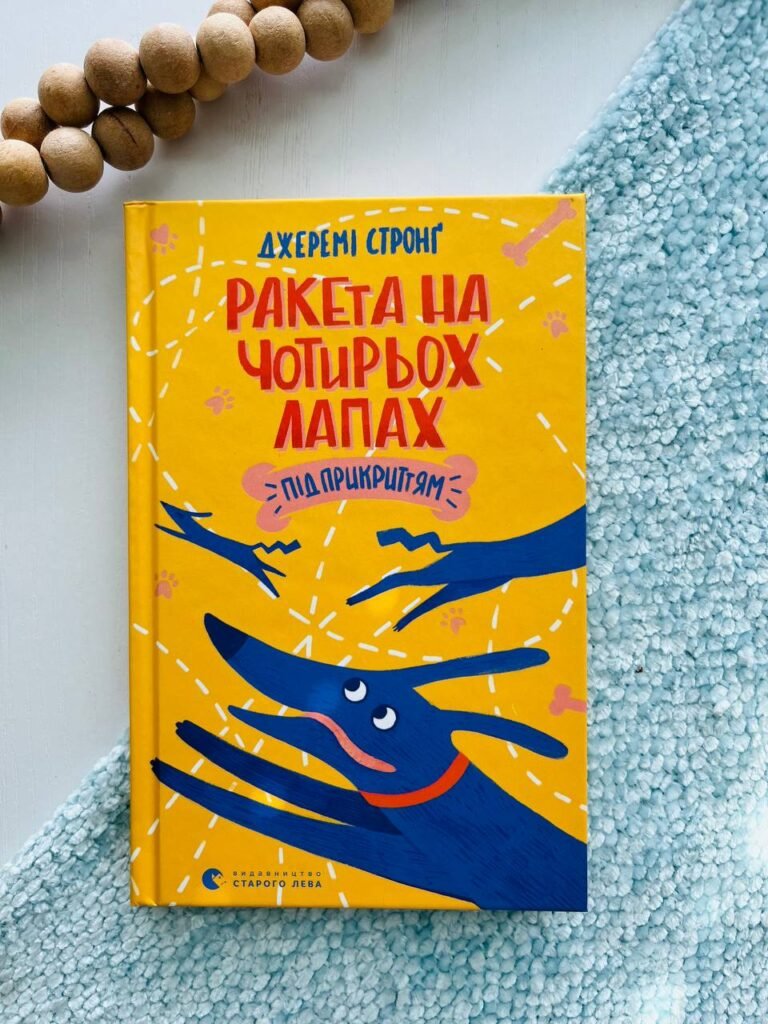 ДЖЕРЕМІ СТРОНҐ
РАКЕТА НА
ЧОТИРЬОХ
ЛАПАХ
ПІД ПРИКРИТТЯМ
ВИДАВНИЦТВО
СТАРОГО ЛЕВА